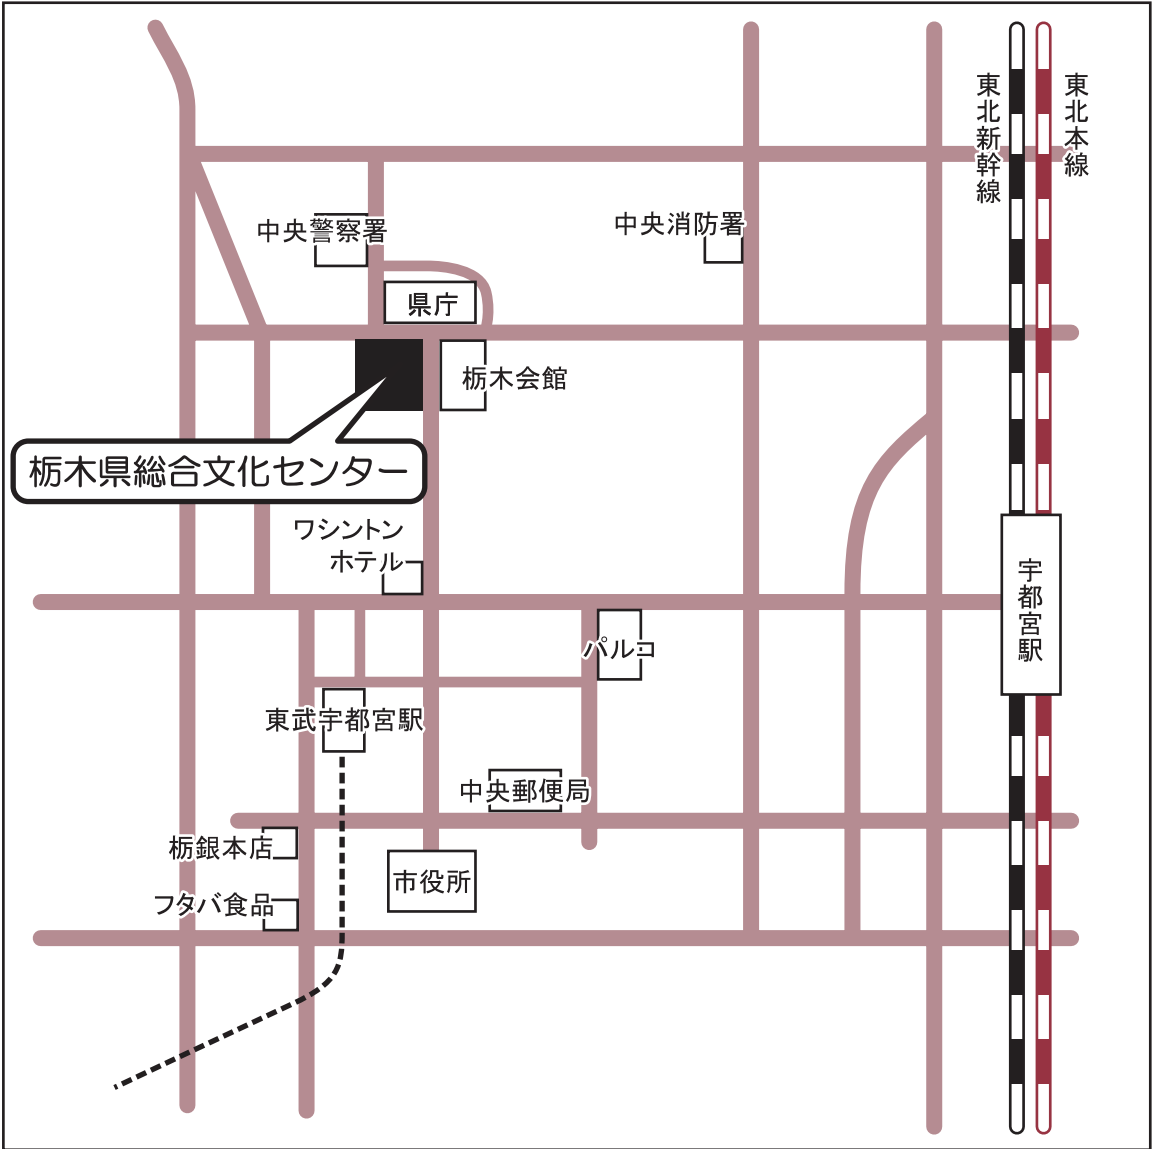 東北新幹線
東北本線
中央警察署
中央消防署
県庁
栃木会館
栃木県総合文化センター
ワシントン
ホテル
宇都宮駅
パルコ
東武宇都宮駅
中央郵便局
栃銀本店
市役所
フタバ食品